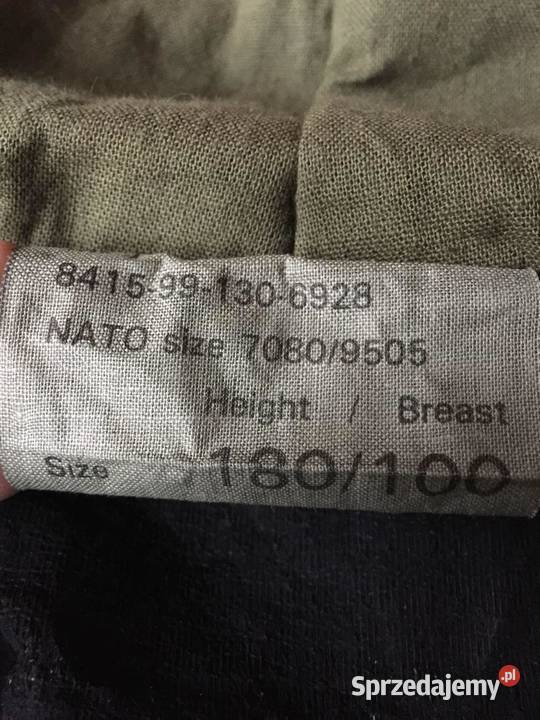 8415-99-130-6928
NATO size 7080/9505
Height / Breast
Size 180/100
Sprzedajemy.pl